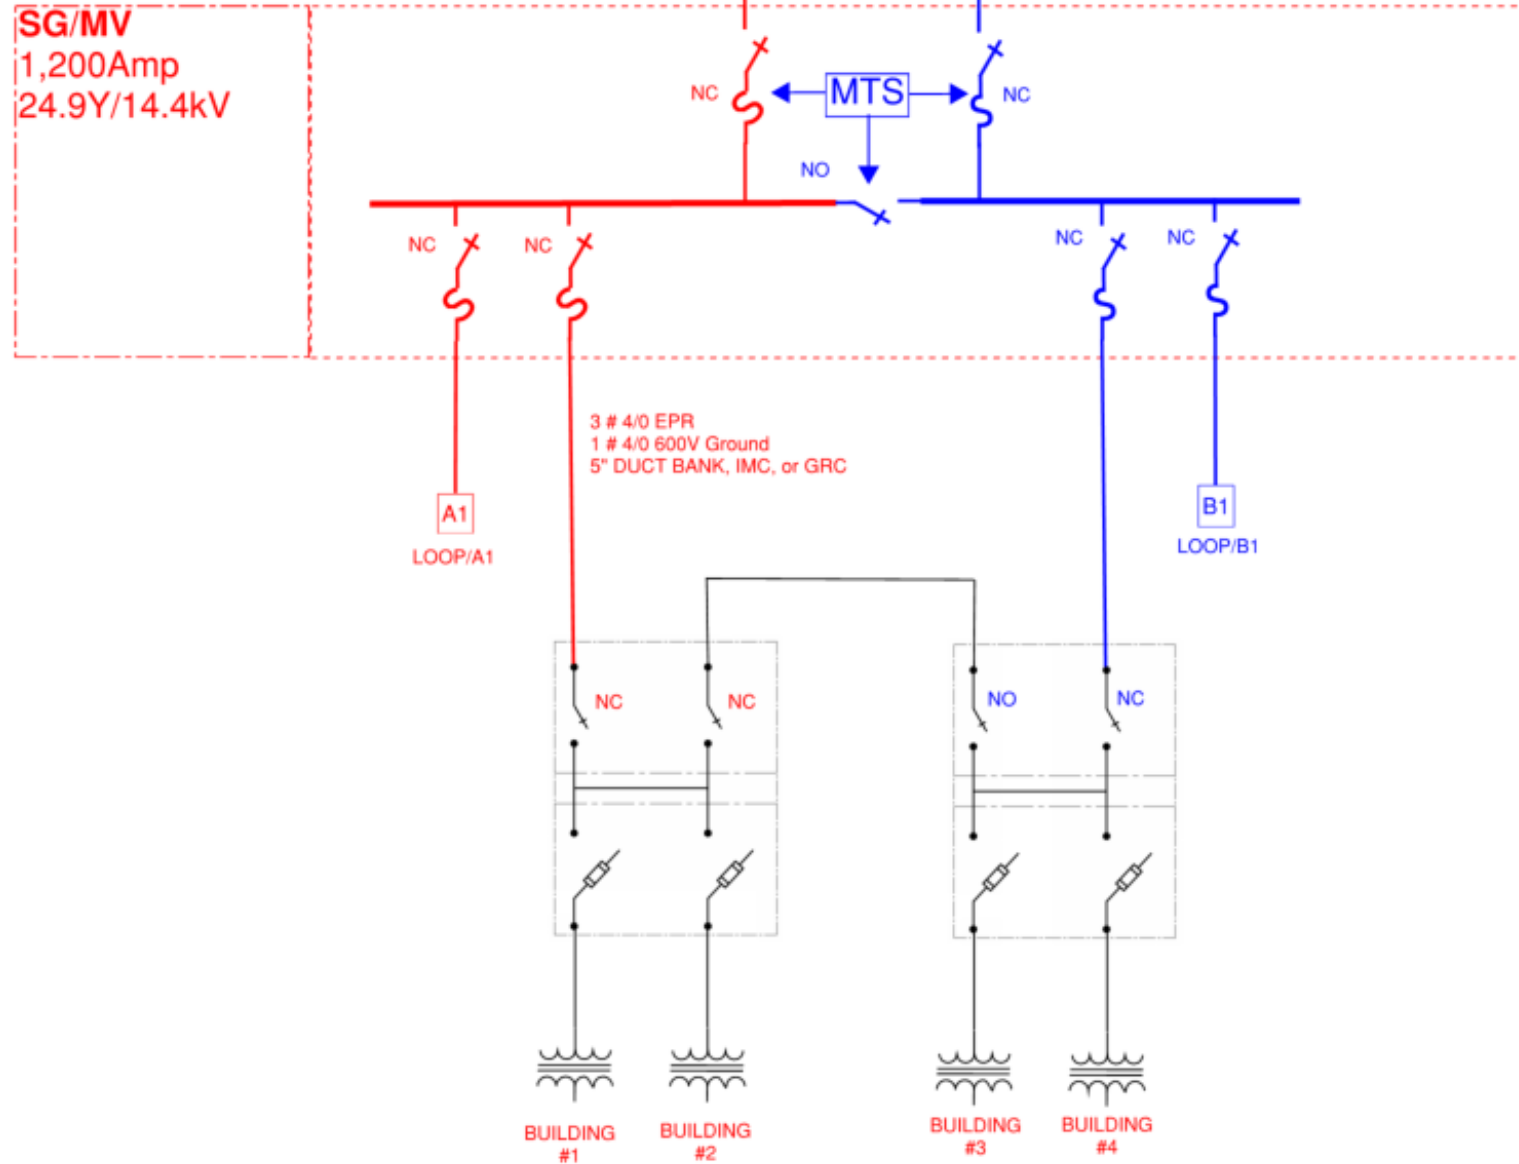 SG/MV
1,200Amp
24.9Y/14.4kV
NC
MTS
NC
NO
NC
NC
NC
NC
3 # 4/0 EPR
1 # 4/0 600V Ground
5" DUCT BANK, IMC, or GRC
A1
LOOP/A1
B1
LOOP/B1
NC
NC
NO
NC
BUILDING
#1
BUILDING
#2
BUILDING
#3
BUILDING
#4